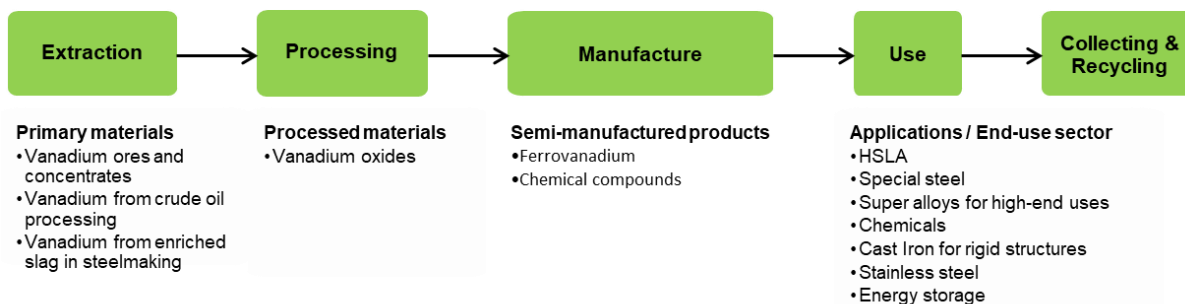 Extraction
Processing
Manufacture
Use
Collecting &
Recycling
Primary materials
•Vanadium ores and
concentrates
•Vanadium from crude oil
processing
•Vanadium from enriched
slag in steelmaking
Processed materials
•Vanadium oxides
Semi-manufactured products
•Ferrovanadium
•Chemical compounds
Applications / End-use sector
•HSLA
•Special steel
•Super alloys for high-end uses
•Chemicals
•Cast Iron for rigid structures
•Stainless steel
•Energy storage